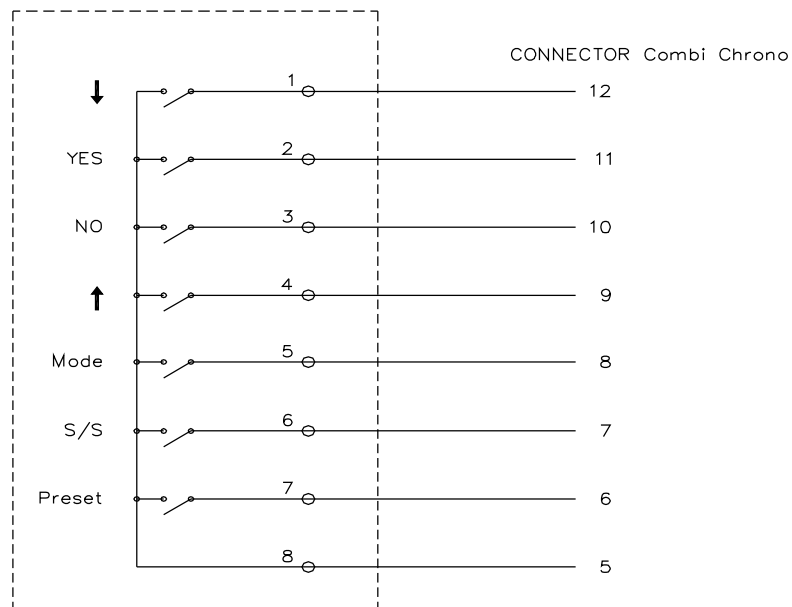 CONNECTOR Combi Chrono
1 12
YES 2 11
NO 3 10
4 9
Mode 5 8
S/S 6 7
Preset 7 6
8 5